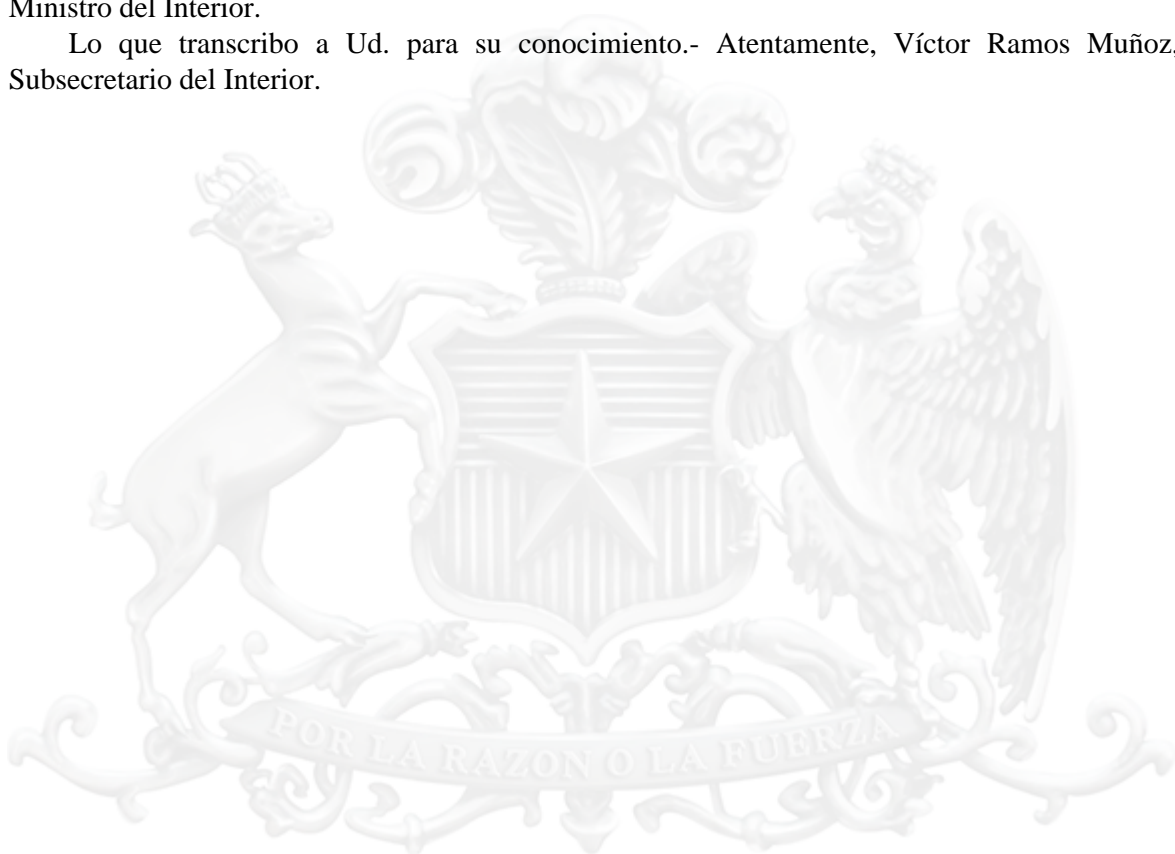 Ministro del Interior.
Lo que transcribo a Ud. para su conocimiento.- Atentamente, Víctor Ramos Muñoz,
Subsecretario del Interior.
POR LA RAZON O LA FUERZA